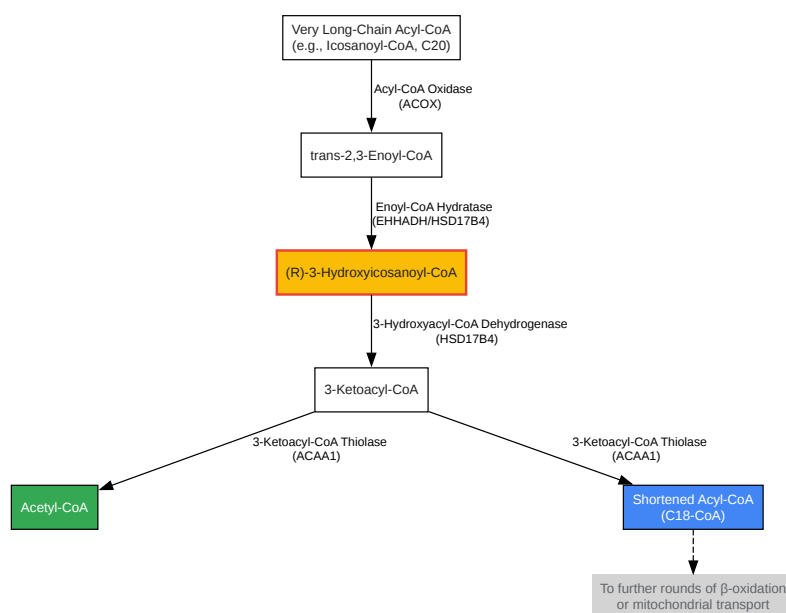 Very Long-Chain Acyl-CoA
(e.g., Icosanoyl-CoA, C20)
Acyl-CoA Oxidase
(ACOX)
trans-2,3-Enoyl-CoA
Enoyl-CoA Hydratase
(EHHADH/HSD17B4)
(R)-3-Hydroxyicosanoyl-CoA
3-Hydroxyacyl-CoA Dehydrogenase
(HSD17B4)
3-Ketoacyl-CoA
3-Ketoacyl-CoA Thiolase
(ACAA1)
3-Ketoacyl-CoA Thiolase
(ACAA1)
Acetyl-CoA
Shortened Acyl-CoA
(C18-CoA)
To further rounds of β-oxidation
or mitochondrial transport